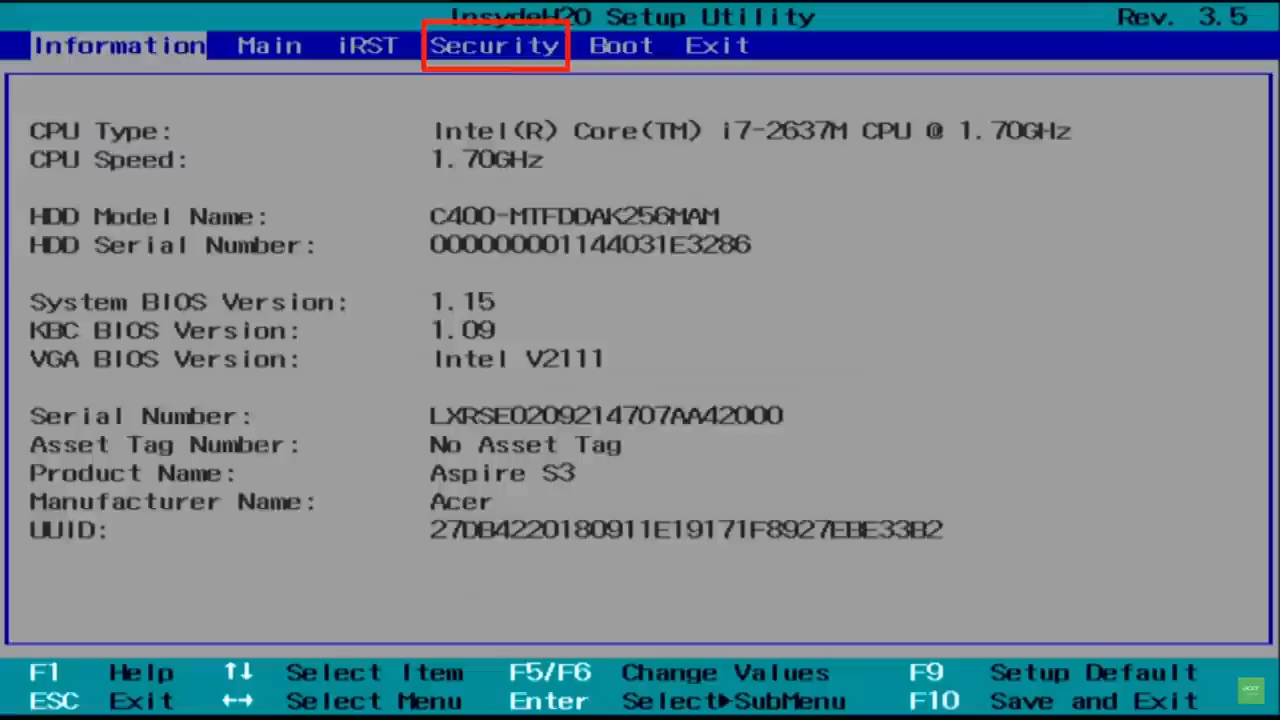 InsydeH2O Setup Utility Rev. 3.5
Information Main iRST Security Boot Exit
CPU Type: Intel(R) Core(TM) i7-2637M CPU @ 1.70GHz
CPU Speed: 1.70GHz
HDD Model Name: C400-MTFDDAK256MAM
HDD Serial Number: 000000001144031E3286
System BIOS Version: 1.15
KBC BIOS Version: 1.09
VGA BIOS Version: Intel V2111
Serial Number: LXRSE0209214707AA42000
Asset Tag Number: No Asset Tag
Product Name: Aspire S3
Manufacturer Name: Acer
UUID: 27DB4220180911E19171F8927EBE33B2
F1 Help ↑↓ Select Item F5/F6 Change Values F9 Setup Default
ESC Exit ←→ Select Menu Enter Select►SubMenu F10 Save and Exit
acer